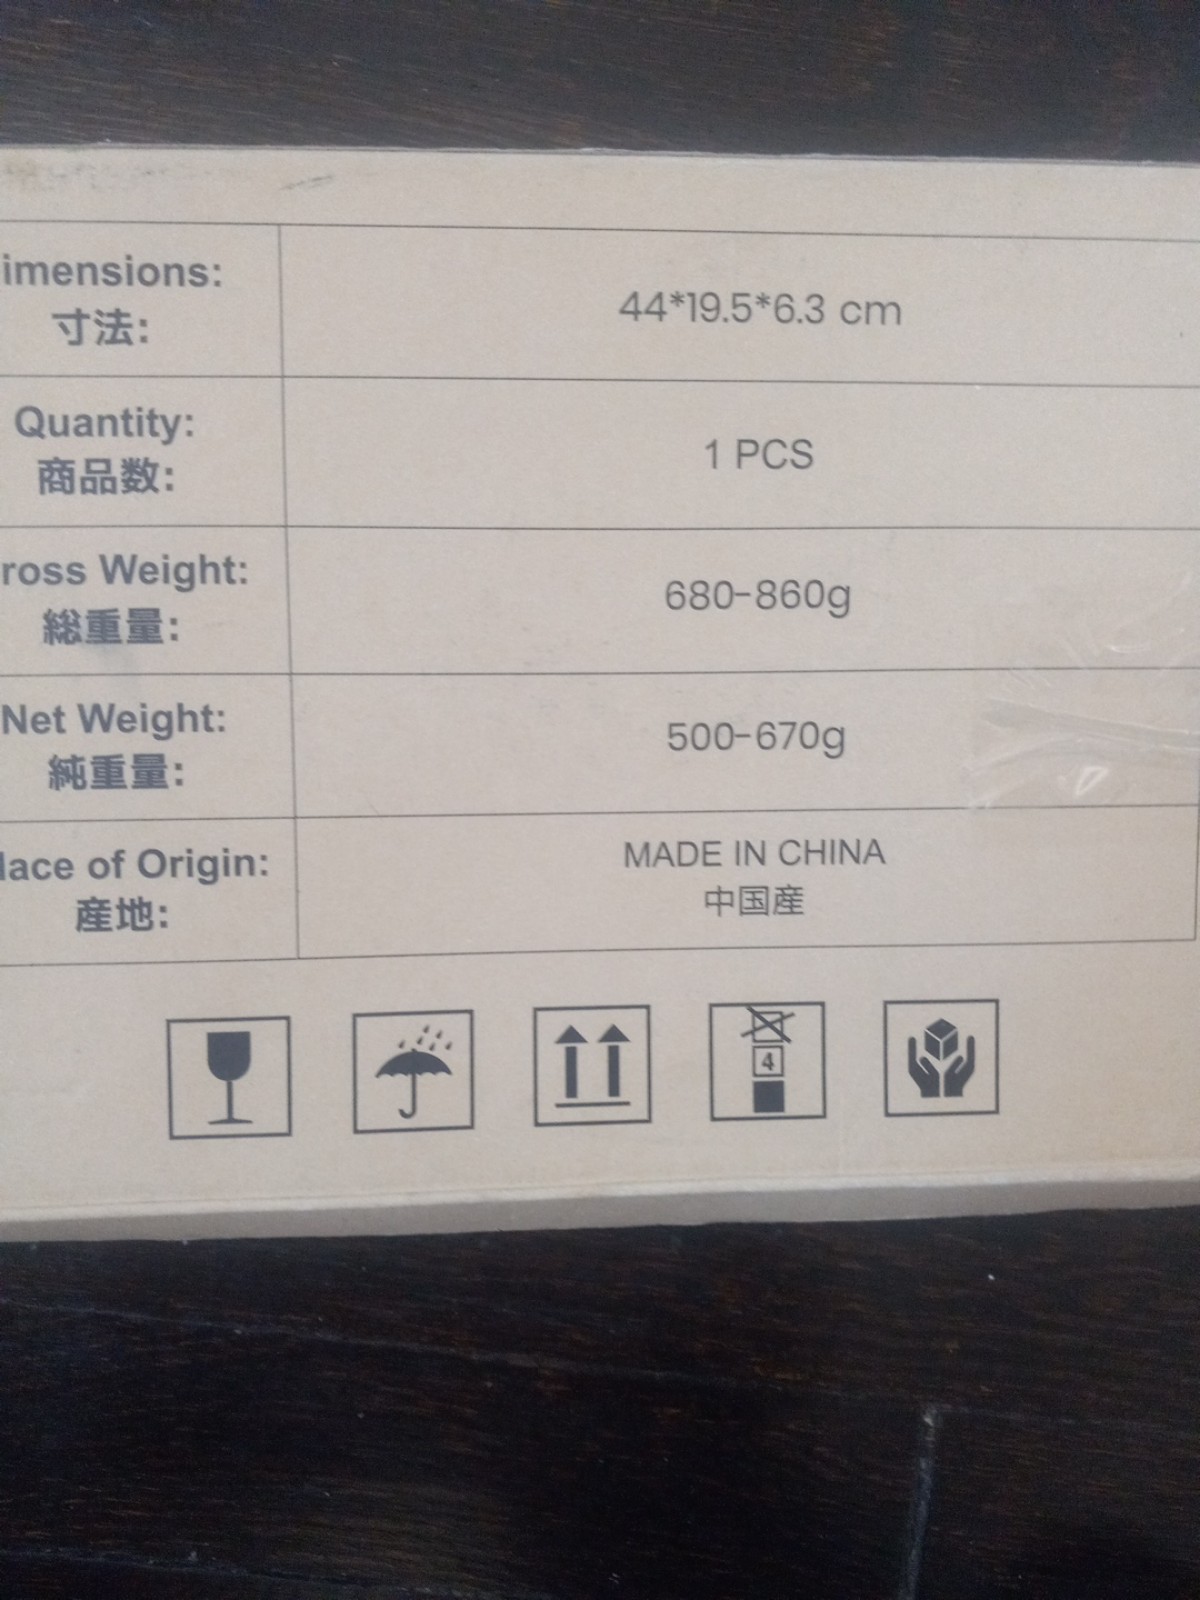 imensions:
寸法:
44*19.5*6.3 cm
Quantity:
商品数:
1 PCS
ross Weight:
総重量:
680-860g
Net Weight:
純重量:
500-670g
lace of Origin:
産地:
MADE IN CHINA
中国産
4